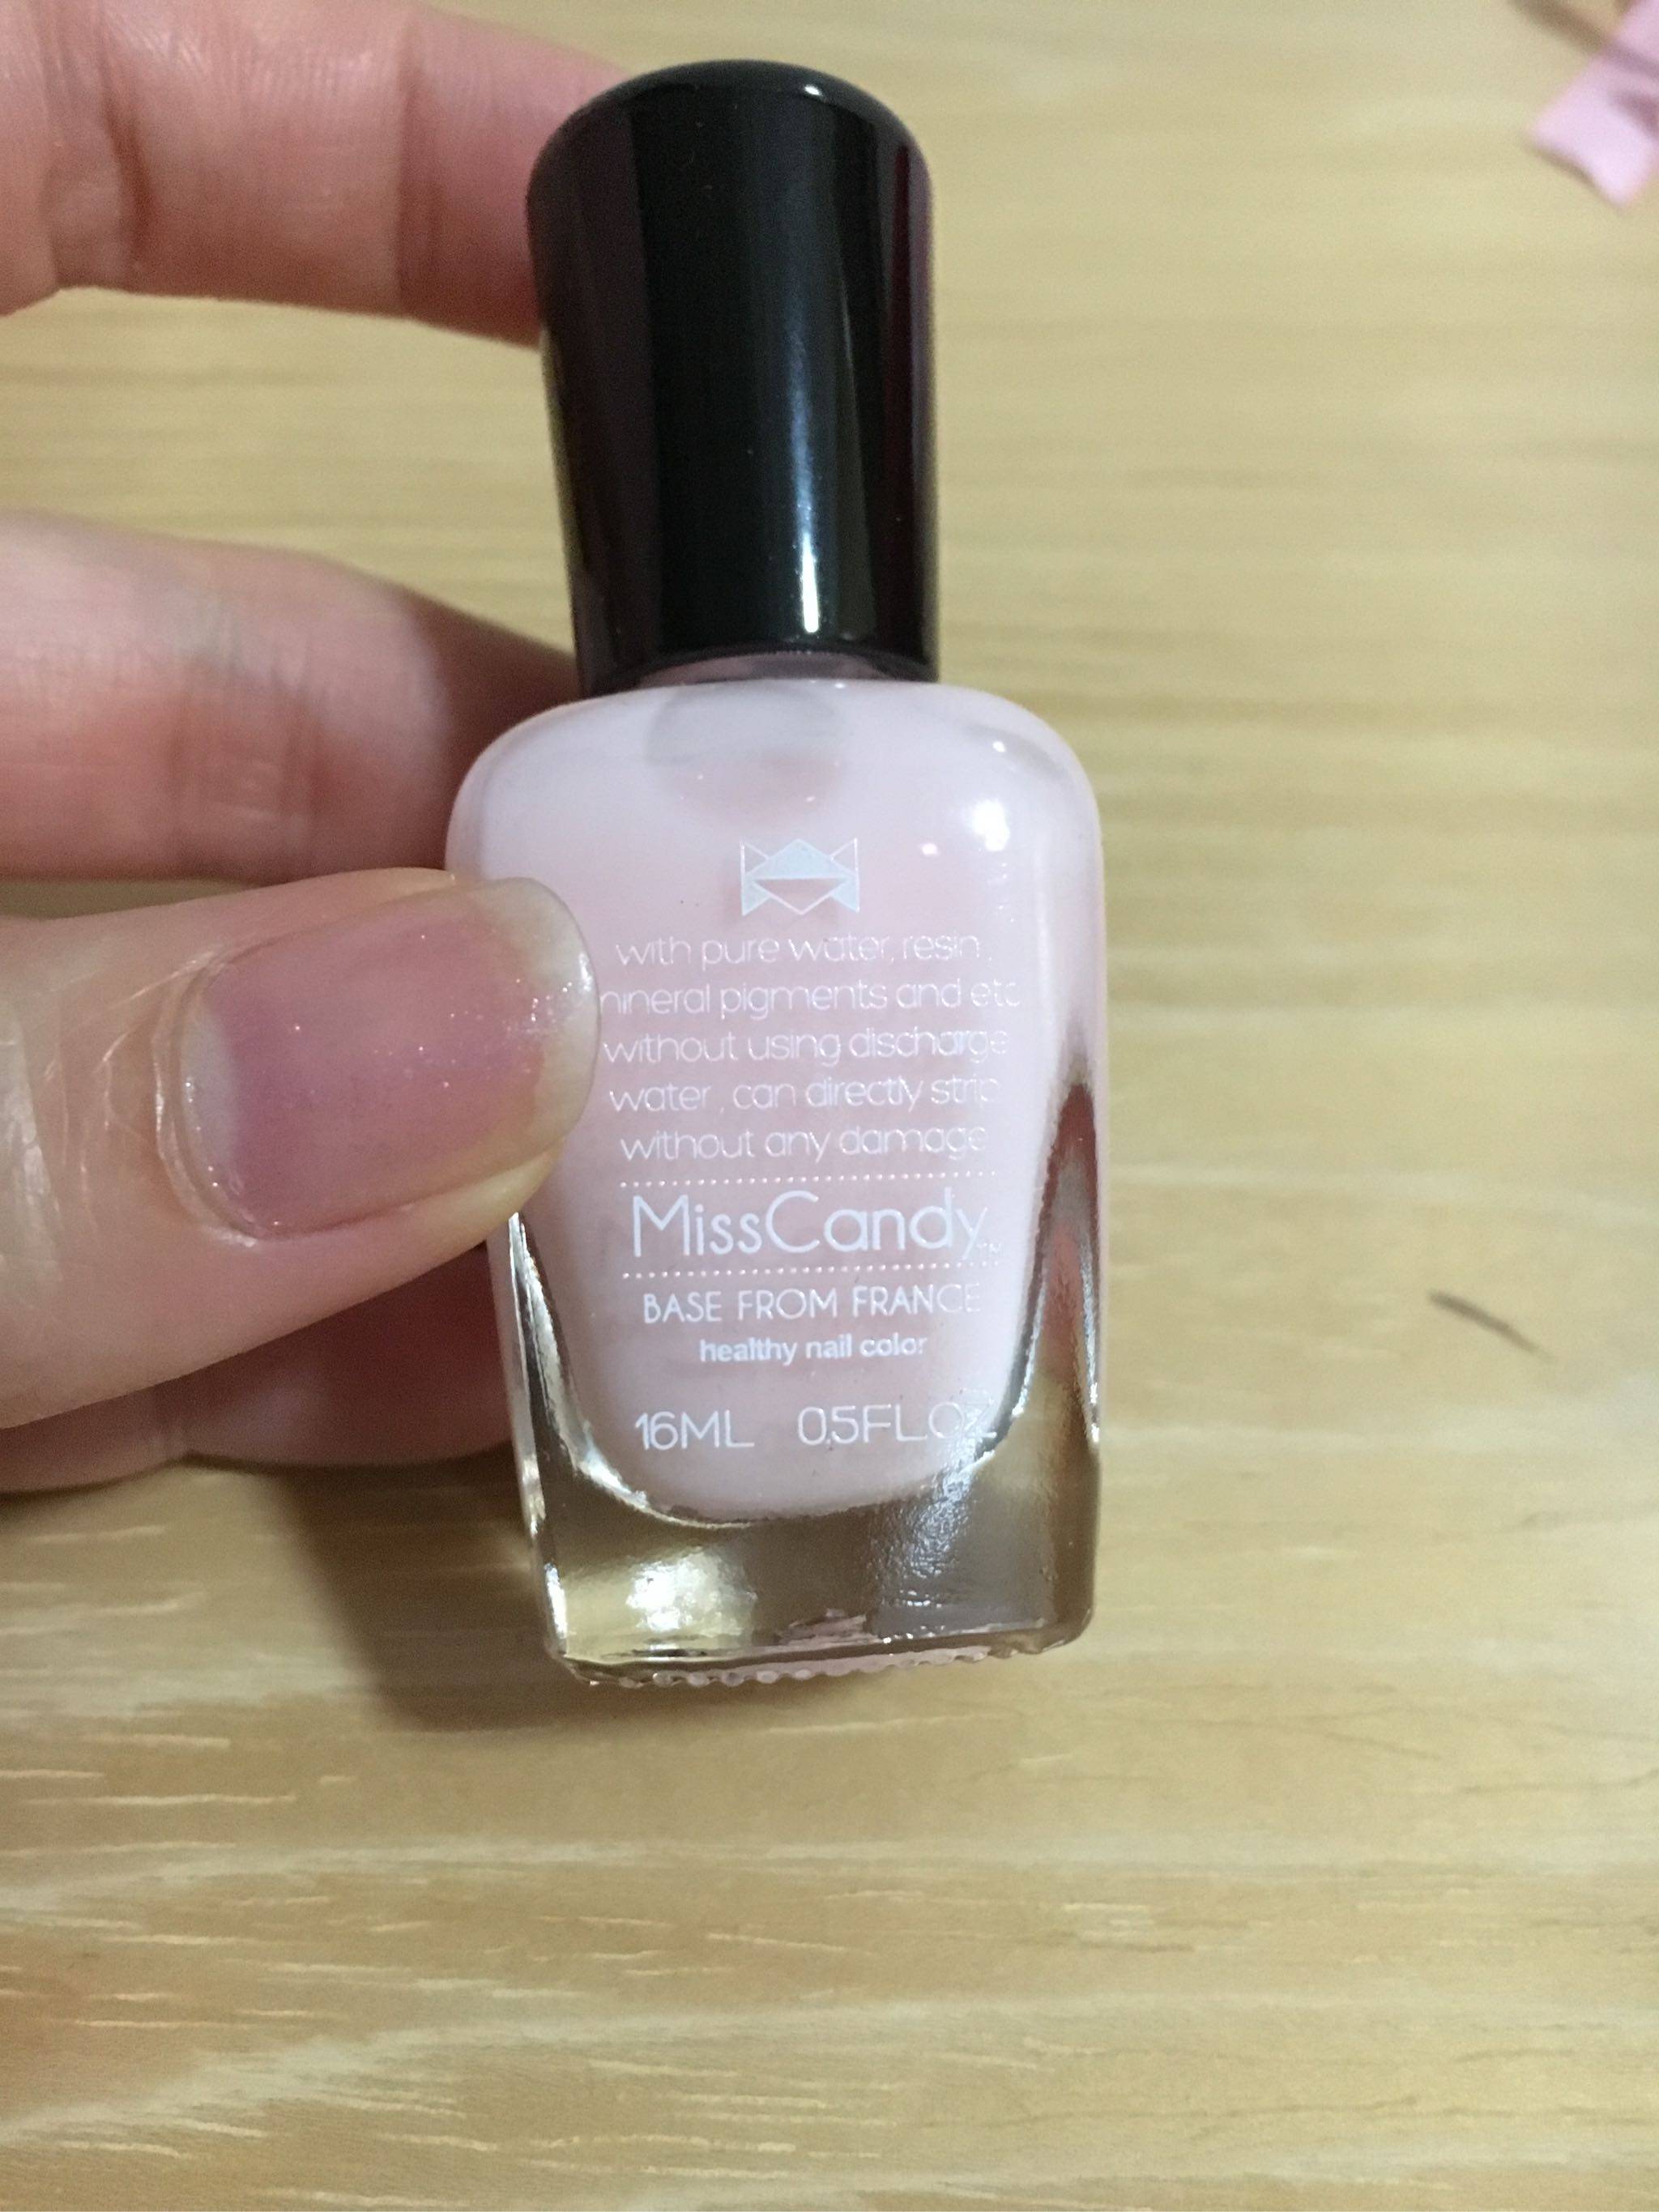 with pure water, resin,
mineral pigments and etc
without using discharge
water, can directly strip
without any damage
MissCandy™
BASE FROM FRANCE
healthy nail color
16ML 0.5FL.OZ